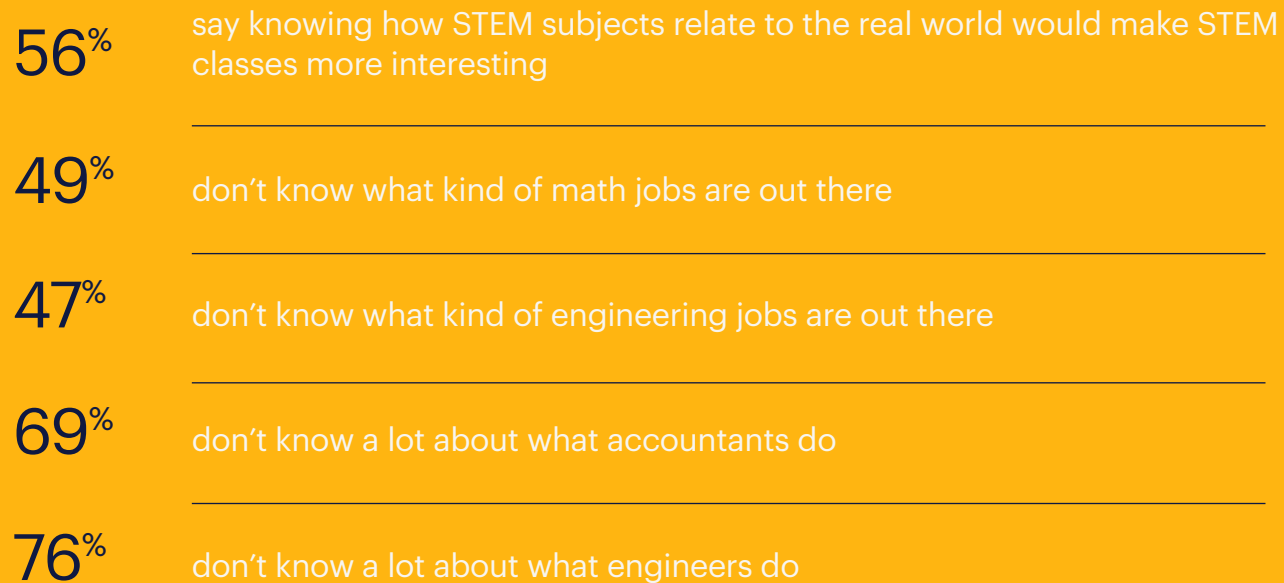 56% say knowing how STEM subjects relate to the real world would make STEM
classes more interesting
49% don’t know what kind of math jobs are out there
47% don’t know what kind of engineering jobs are out there
69% don’t know a lot about what accountants do
76% don’t know a lot about what engineers do